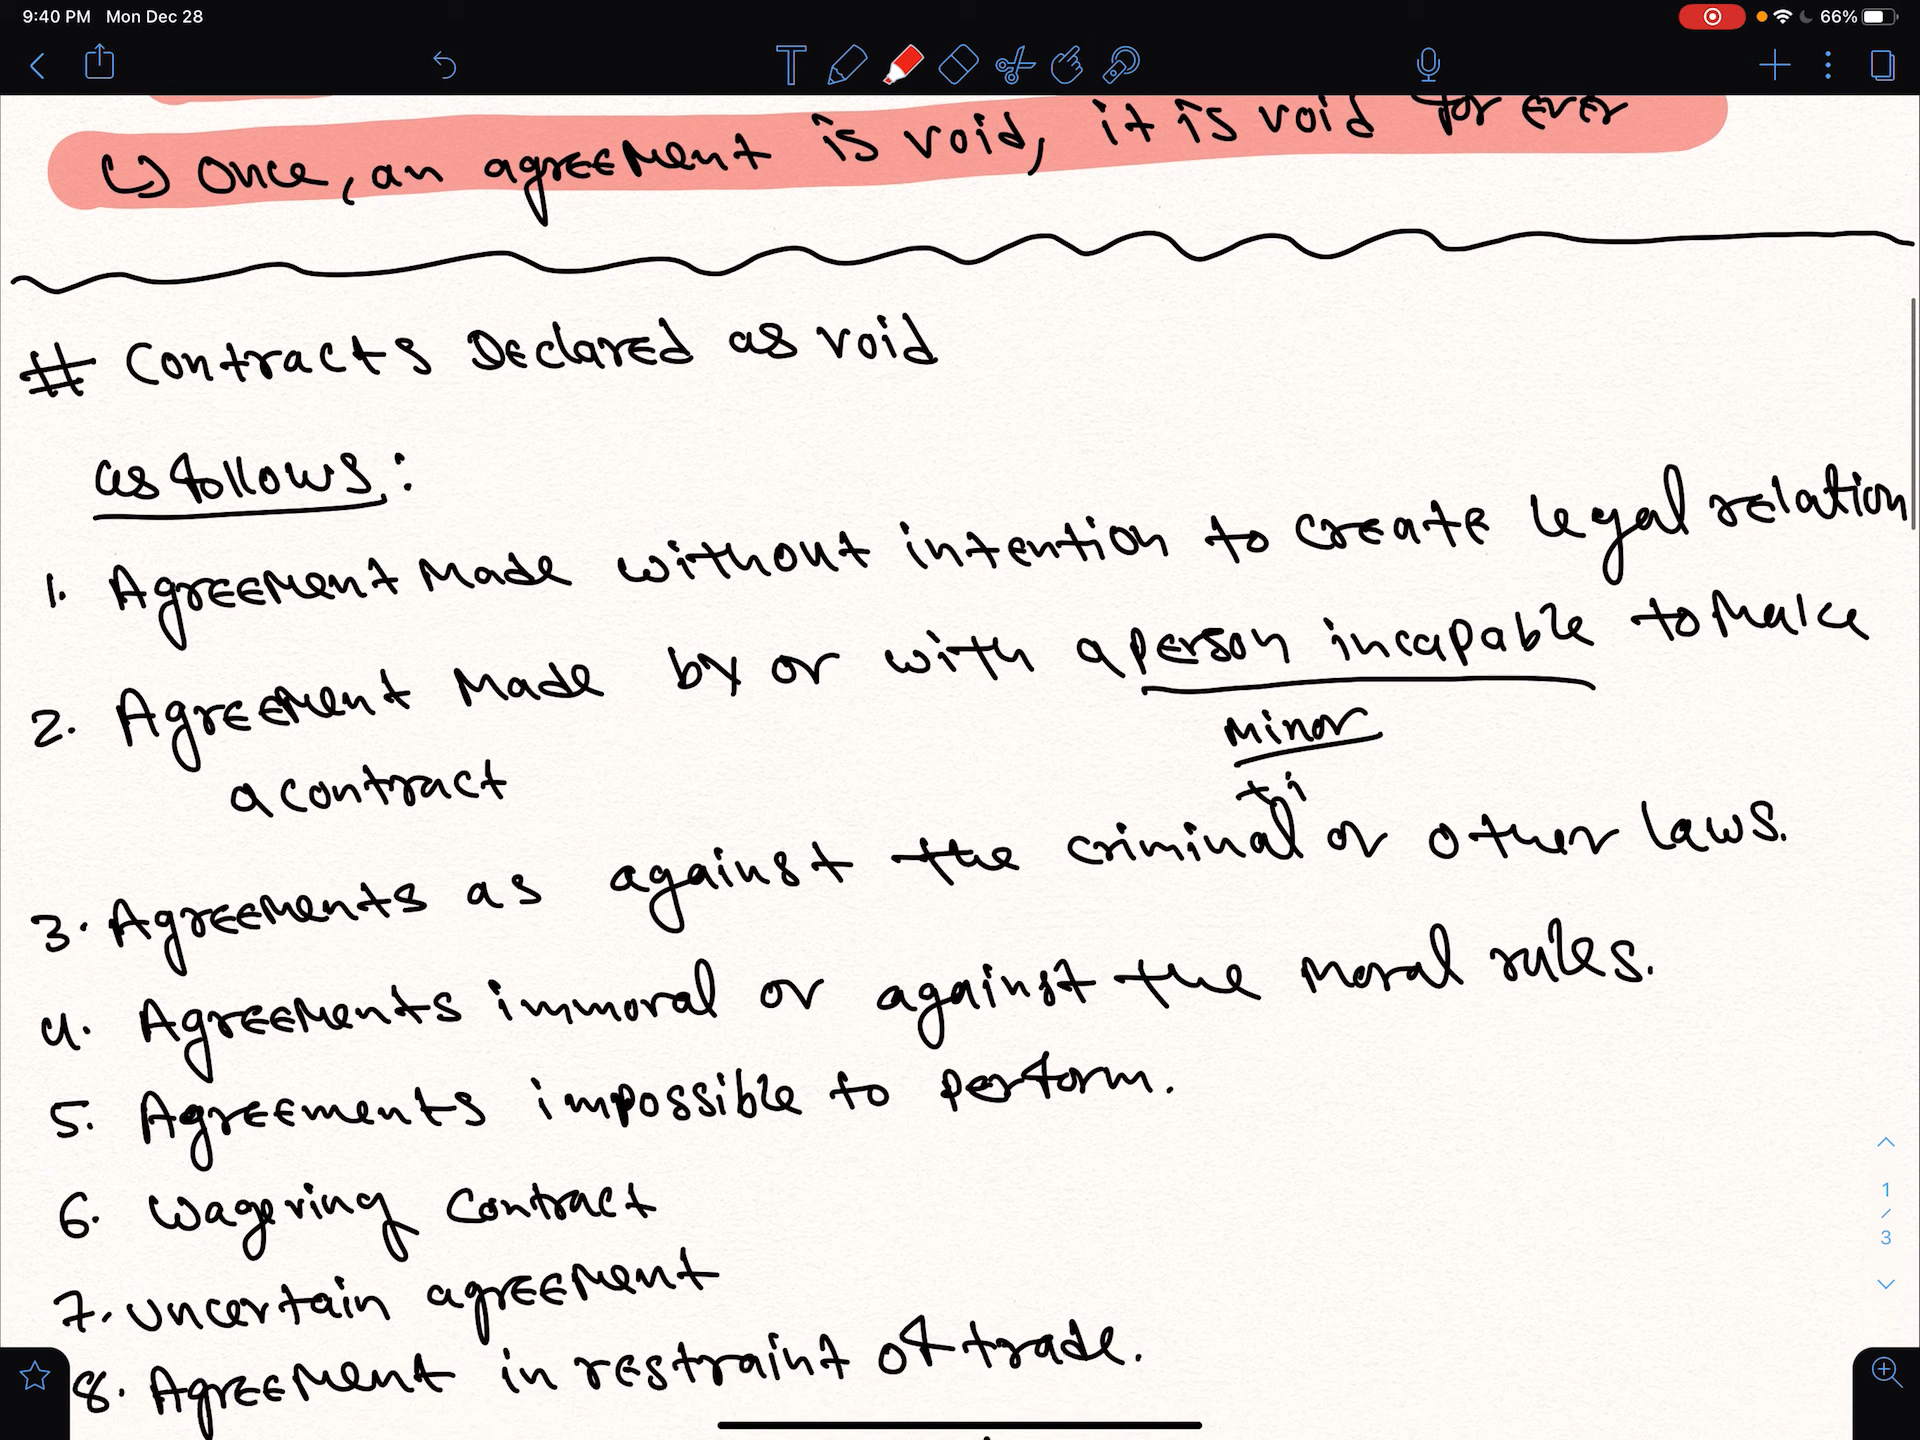 9:40 PM Mon Dec 28 66%
↳ Once, an agreement is void, it is void for ever
# Contracts Declared as void
as follows:
1. Agreement Made without intention to create legal relation
2. Agreement Made by or with a person incapable to Make
Minor
a contract
3. Agreements as against the criminal or other laws.
4. Agreements immoral or against the moral rules.
5. Agreements impossible to perform.
6. Wagering Contract
7. Uncertain agreement
8. Agreement in restraint of trade.
1
/
3